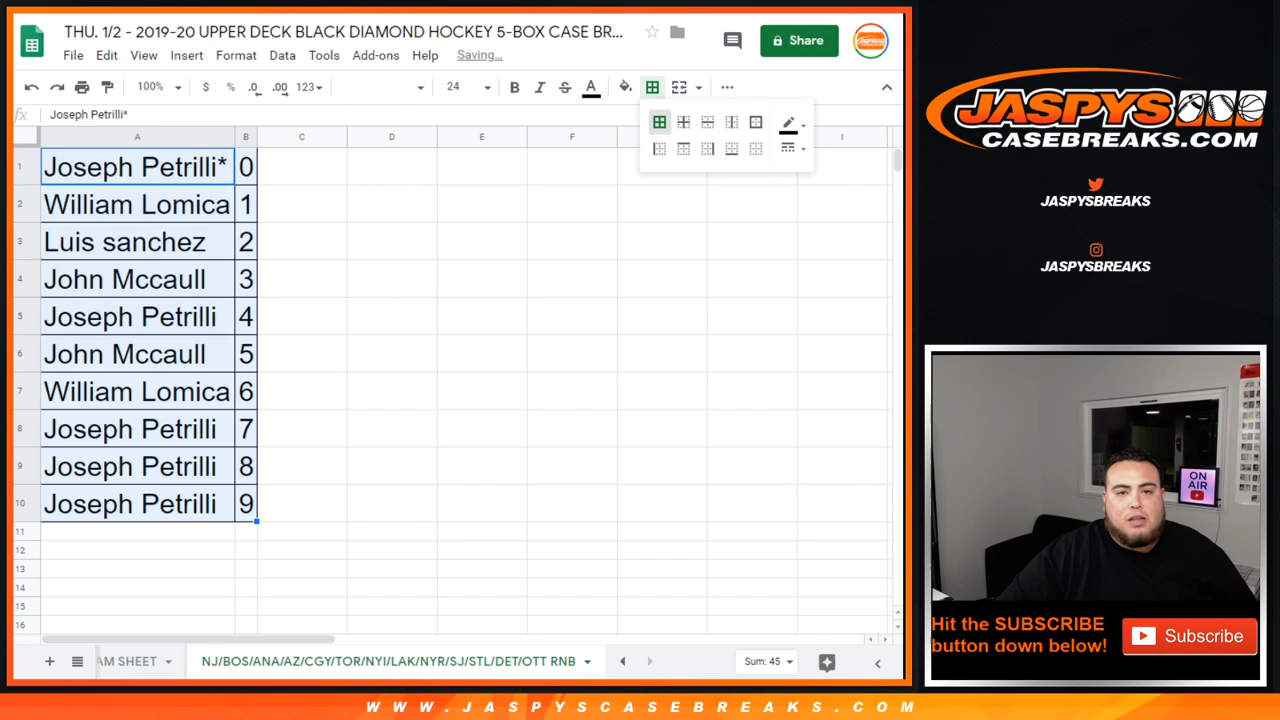 THU. 1/2 - 2019-20 UPPER DECK BLACK DIAMOND HOCKEY 5-BOX CASE BR...
File Edit View Insert Format Data Tools Add-ons Help Saving...
Share
100% $ % .0 .00 123 24 B I S A
fx Joseph Petrilli*
A B C D E F I
1 Joseph Petrilli* 0
2 William Lomica 1
3 Luis sanchez 2
4 John Mccaull 3
5 Joseph Petrilli 4
6 John Mccaull 5
7 William Lomica 6
8 Joseph Petrilli 7
9 Joseph Petrilli 8
10 Joseph Petrilli 9
11
12
13
14
15
16
AM SHEET NJ/BOS/ANA/AZ/CGY/TOR/NYI/LAK/NYR/SJ/STL/DET/OTT RNB Sum: 45
JASPYS
CASEBREAKS.COM
JASPYSBREAKS
JASPYSBREAKS
ON
AIR
Hit the SUBSCRIBE
button down below!
Subscribe
WWW.JASPYSCASEBREAKS.COM